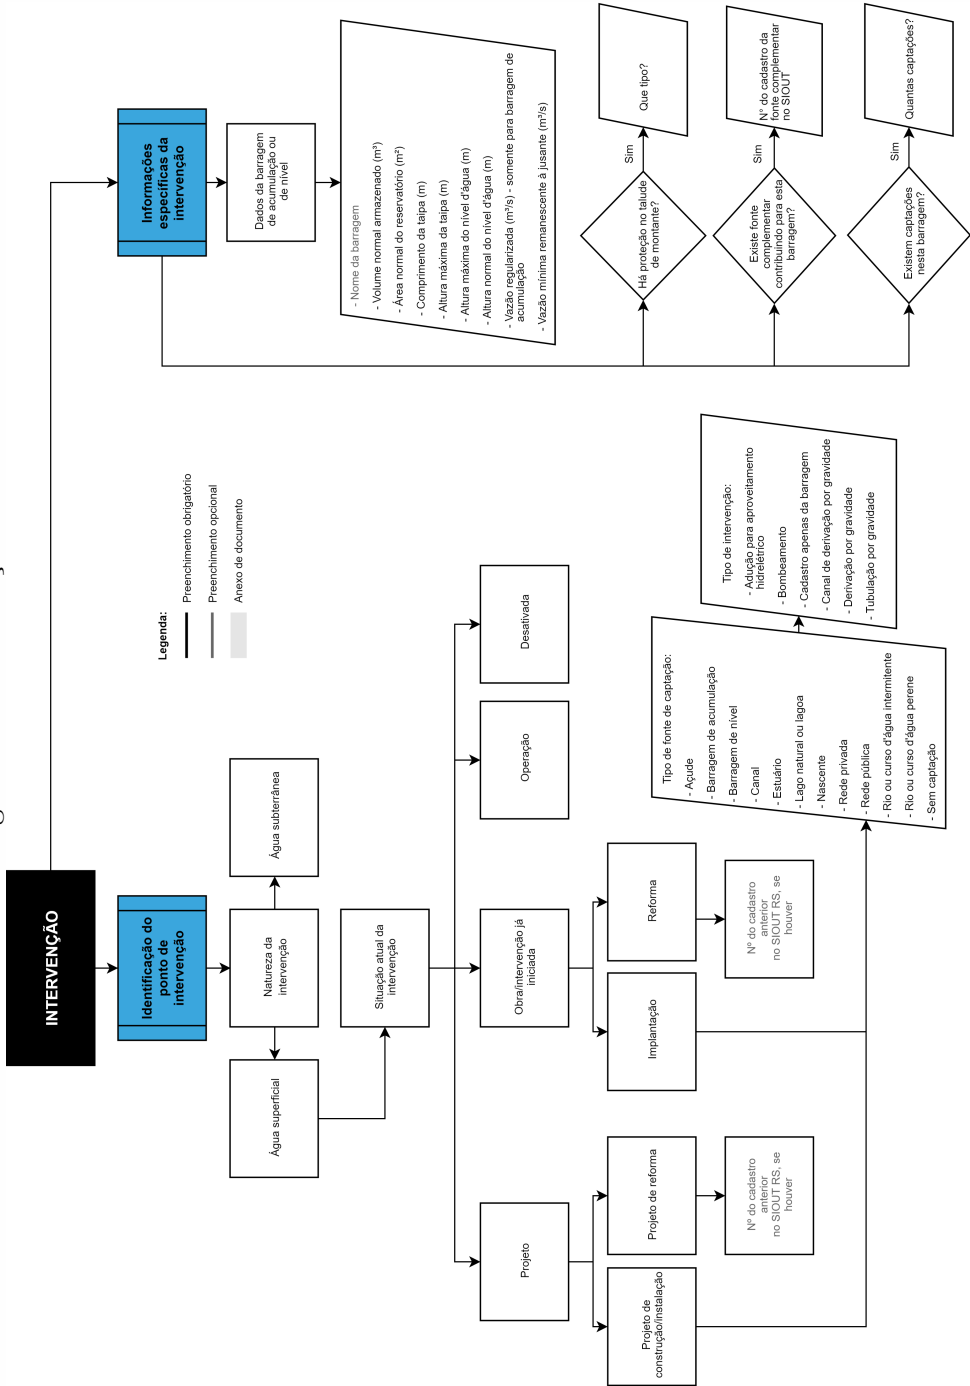 INTERVENÇÃO
Identificação do
ponto de
intervenção
Natureza da
intervenção
Água superficial
Água subterrânea
Situação atual da
intervenção
Projeto
Obra/intervenção já
iniciada
Operação
Desativada
Projeto de
construção/instalação
Projeto de reforma
Implantação
Reforma
Nº do cadastro
anterior
no SIOUT RS, se
houver
Nº do cadastro
anterior
no SIOUT RS, se
houver
Tipo de fonte de captação:
- Açude
- Barragem de acumulação
- Barragem de nível
- Canal
- Estuário
- Lago natural ou lagoa
- Nascente
- Rede privada
- Rede pública
- Rio ou curso d'água intermitente
- Rio ou curso d'água perene
- Sem captação
Tipo de intervenção:
- Adução para aproveitamento
hidrelétrico
- Bombeamento
- Cadastro apenas da barragem
- Canal de derivação por gravidade
- Derivação por gravidade
- Tubulação por gravidade
Legenda:
Preenchimento obrigatório
Preenchimento opcional
Anexo de documento
Informações
específicas da
intervenção
Dados da barragem
de acumulação ou
de nível
- Nome da barragem
- Volume normal armazenado (m³)
- Área normal do reservatório (m²)
- Comprimento da taipa (m)
- Altura máxima da taipa (m)
- Altura máxima do nível d'água (m)
- Altura normal do nível d'água (m)
- Vazão regularizada (m³/s) - somente para barragem de
acumulação
- Vazão mínima remanescente à jusante (m³/s)
Há proteção no talude
de montante?
Sim
Que tipo?
Existe fonte
complementar
contribuindo para esta
barragem?
Sim
N° do cadastro da
fonte complementar
no SIOUT
Existem captações
nesta barragem?
Sim
Quantas captações?